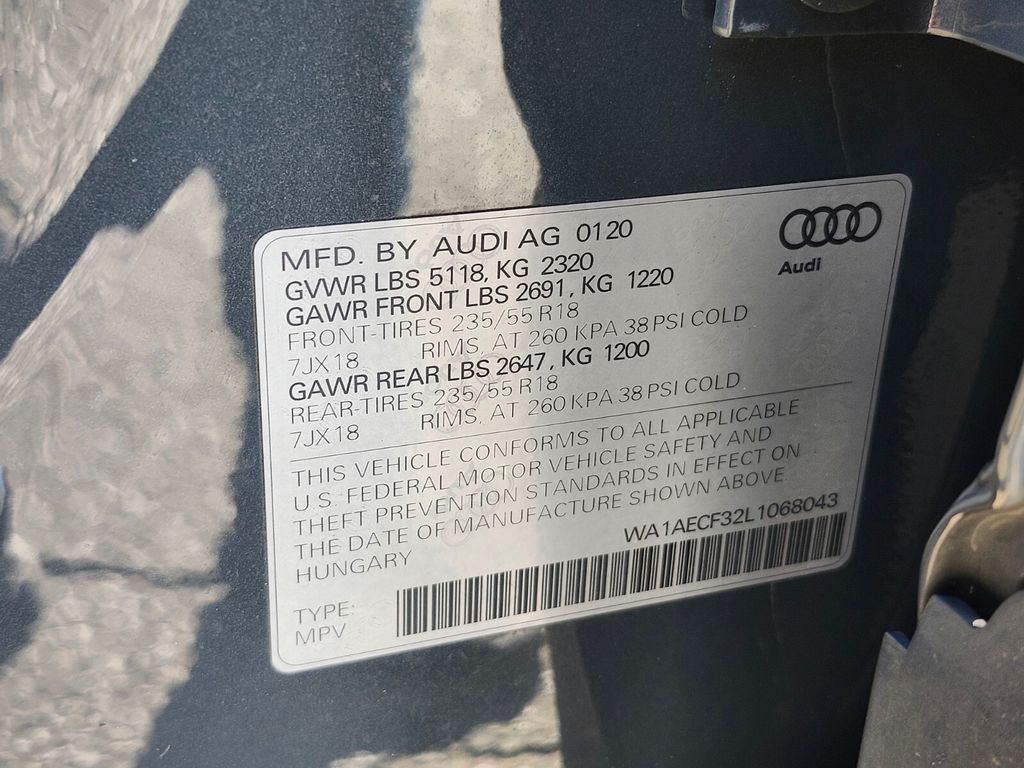 MFD. BY AUDI AG 0120
GVWR LBS 5118, KG 2320
GAWR FRONT LBS 2691, KG 1220
FRONT-TIRES 235/55 R18
7JX18 RIMS, AT 260 KPA 38 PSI COLD
GAWR REAR LBS 2647, KG 1200
REAR-TIRES 235/55 R18
7JX18 RIMS, AT 260 KPA 38 PSI COLD
Audi
THIS VEHICLE CONFORMS TO ALL APPLICABLE
U.S. FEDERAL MOTOR VEHICLE SAFETY AND
THEFT PREVENTION STANDARDS IN EFFECT ON
THE DATE OF MANUFACTURE SHOWN ABOVE.
HUNGARY
WA1AECF32L1068043
TYPE:
MPV